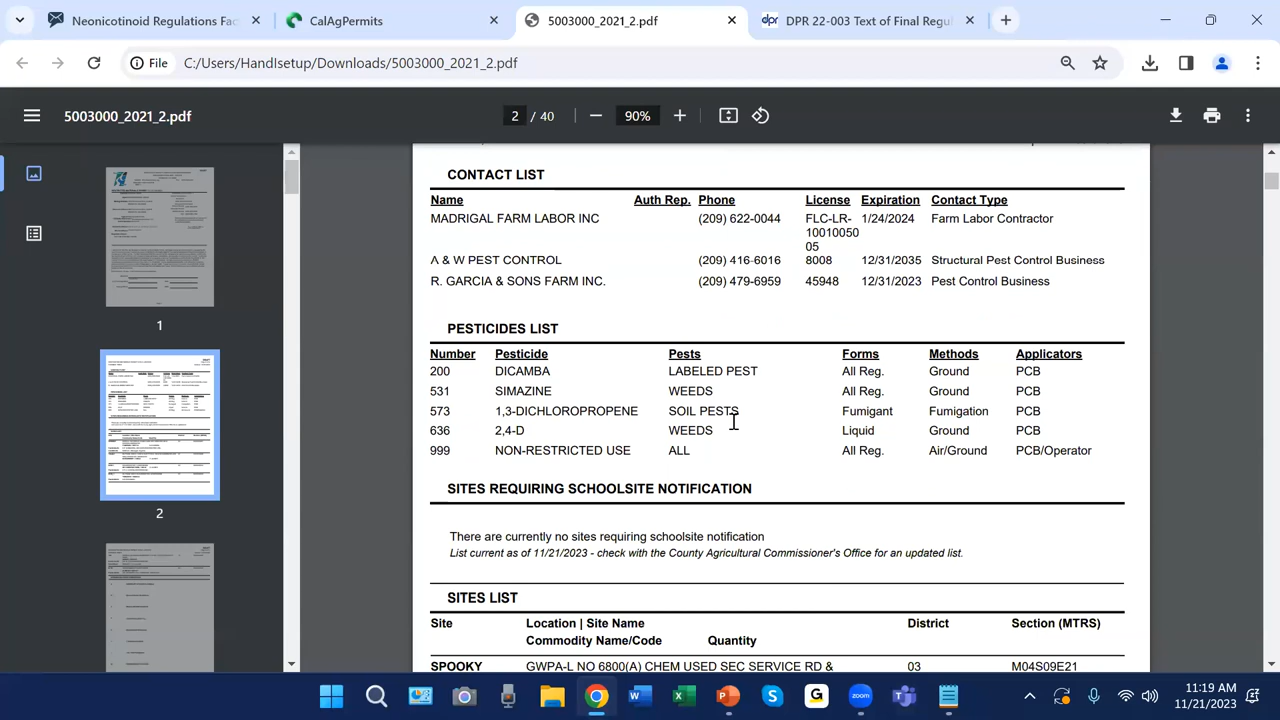 Neonicotinoid Regulations Fac
CalAgPermits
5003000_2021_2.pdf
dpr DPR 22-003 Text of Final Regul
File C:/Users/HandIsetup/Downloads/5003000_2021_2.pdf
5003000_2021_2.pdf
2 / 40
90%
1
2
CONTACT LIST
Name Auth Rep. Phone License Expiration Contact Type
MADRIGAL FARM LABOR INC (209) 622-0044 FLC-LR- 1/24/2024 Farm Labor Contractor
10010050
05
A & W PEST CONTROL (209) 416-6016 8008 12/31/2035 Structural Pest Control Business
R. GARCIA & SONS FARM INC. (209) 479-6959 45948 12/31/2023 Pest Control Business
PESTICIDES LIST
Number Pesticide Pests Forms Methods Applicators
200 DICAMBA LABELED PEST All Reg. Ground PCB
531 SIMAZINE WEEDS All Reg. Ground PCB
573 1,3-DICHLOROPROPENE SOIL PESTS Fumigant Fumigation PCB
636 2,4-D WEEDS Liquid Ground PCB
999 NON-RESTRICTED USE ALL All Reg. Air/Ground PCB/Operator
SITES REQUIRING SCHOOLSITE NOTIFICATION
There are currently no sites requiring schoolsite notification
List current as of 11/21/2023 - check with the County Agricultural Commissioners Office for an updated list.
SITES LIST
Site Location | Site Name District Section (MTRS)
Commodity Name/Code Quantity
SPOOKY GWPA-L NO 6800(A) CHEM USED SEC SERVICE RD & 03 M04S09E21
11:19 AM
11/21/2023